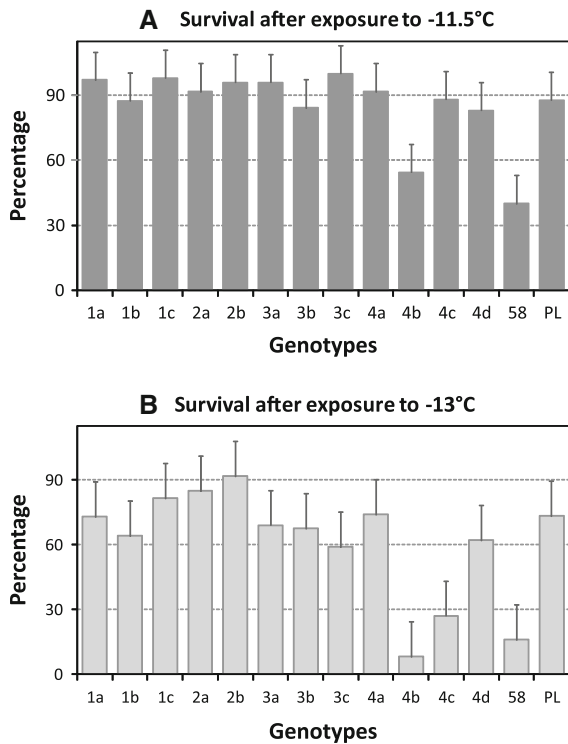 A Survival after exposure to -11.5°C
Percentage
90
60
30
0
1a 1b 1c 2a 2b 3a 3b 3c 4a 4b 4c 4d 58 PL
Genotypes
B Survival after exposure to -13°C
Percentage
90
60
30
0
1a 1b 1c 2a 2b 3a 3b 3c 4a 4b 4c 4d 58 PL
Genotypes